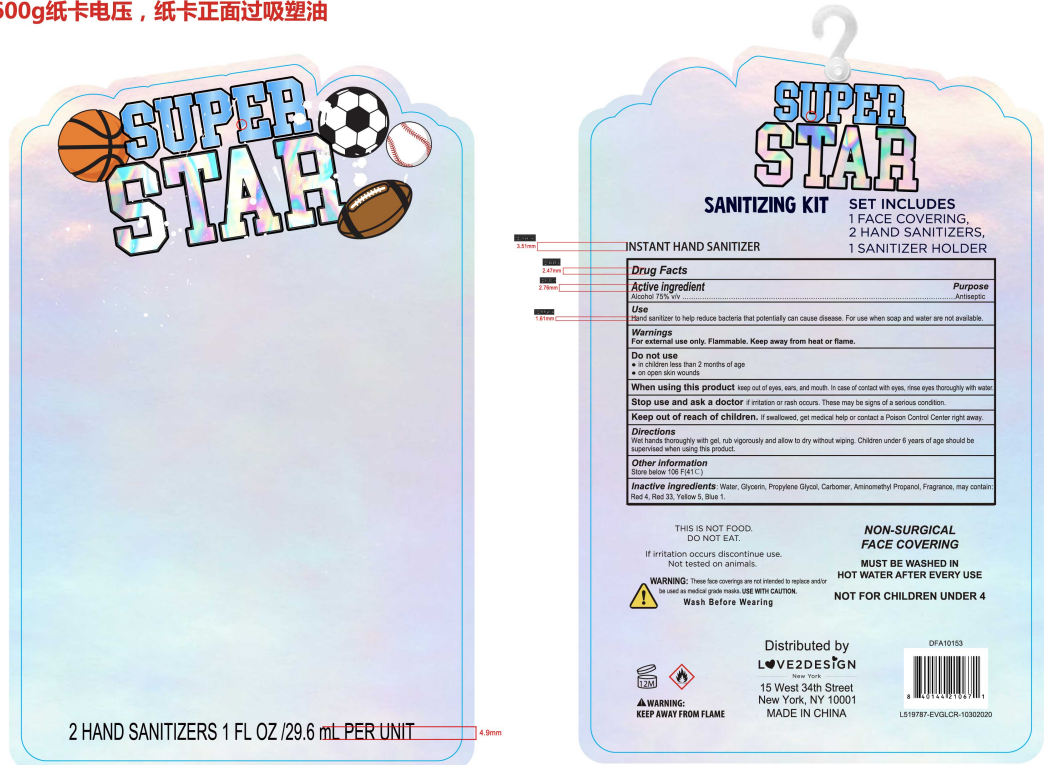 500g纸卡电压，纸卡正面过吸塑油
SUPER
STAR
2 HAND SANITIZERS 1 FL OZ /29.6 mL PER UNIT
4.9mm
SUPER
STAR
SANITIZING KIT
SET INCLUDES
1 FACE COVERING,
2 HAND SANITIZERS,
1 SANITIZER HOLDER
3.51mm
INSTANT HAND SANITIZER
2.47mm
Drug Facts
2.76mm
Active ingredient Purpose
Alcohol 75% v/v ........Antiseptic
Use
1.61mm
Hand sanitizer to help reduce bacteria that potentially can cause disease. For use when soap and water are not available.
Warnings
For external use only. Flammable. Keep away from heat or flame.
Do not use
● in children less than 2 months of age
● on open skin wounds
When using this product keep out of eyes, ears, and mouth. In case of contact with eyes, rinse eyes thoroughly with water.
Stop use and ask a doctor if irritation or rash occurs. These may be signs of a serious condition.
Keep out of reach of children. If swallowed, get medical help or contact a Poison Control Center right away.
Directions
Wet hands thoroughly with gel, rub vigorously and allow to dry without wiping. Children under 6 years of age should be
supervised when using this product.
Other information
Store below 106 F(41C)
Inactive ingredients: Water, Glycerin, Propylene Glycol, Carbomer, Aminomethyl Propanol, Fragrance, may contain:
Red 4, Red 33, Yellow 5, Blue 1.
THIS IS NOT FOOD.
DO NOT EAT.
If irritation occurs discontinue use.
Not tested on animals.
WARNING: These face coverings are not intended to replace and/or
be used as medical grade masks. USE WITH CAUTION.
Wash Before Wearing
NON-SURGICAL
FACE COVERING
MUST BE WASHED IN
HOT WATER AFTER EVERY USE
NOT FOR CHILDREN UNDER 4
12M
WARNING:
KEEP AWAY FROM FLAME
Distributed by
LOVE2DESIGN
New York
15 West 34th Street
New York, NY 10001
MADE IN CHINA
DFA10153
8 40144 21067 1
L519787-EVGLCR-10302020